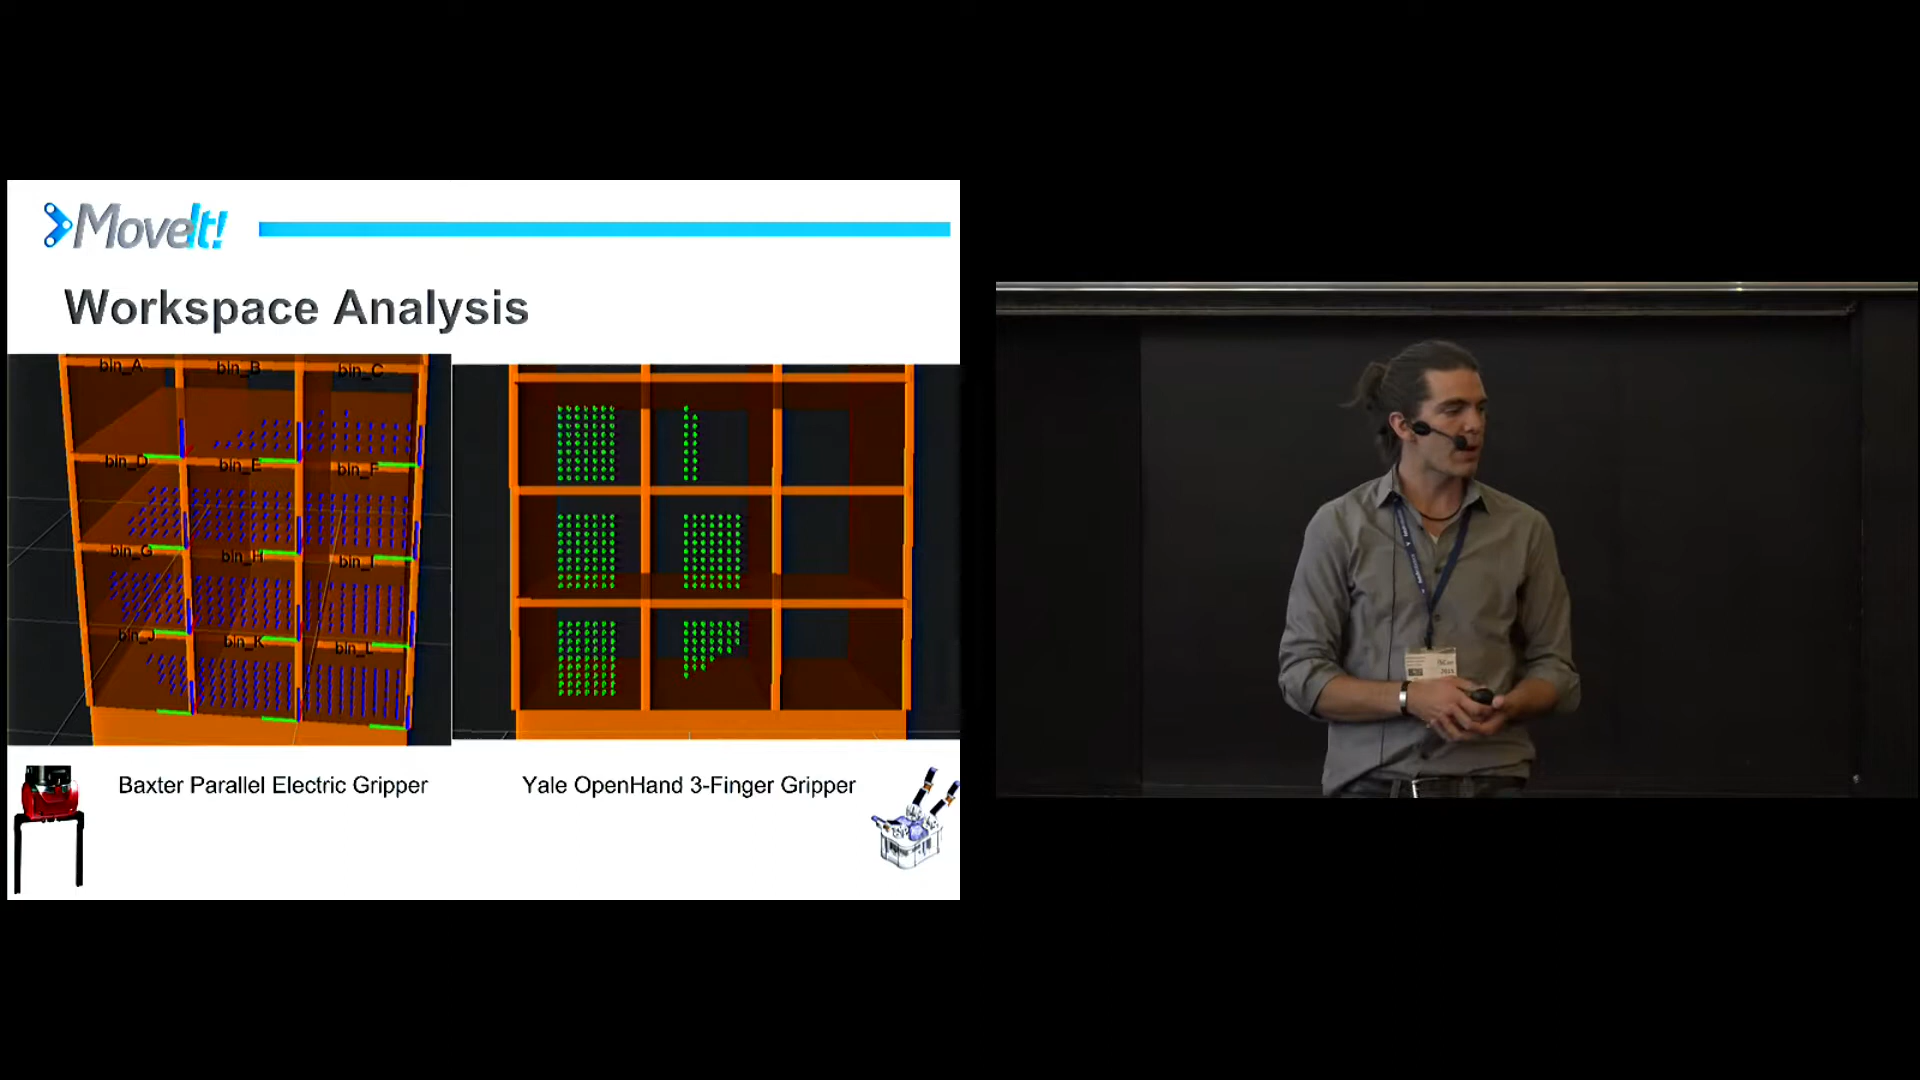 MoveIt!
Workspace Analysis
bin_A
bin_B
bin_C
bin_D
bin_E
bin_F
bin_G
bin_H
bin_I
bin_J
bin_K
bin_L
Baxter Parallel Electric Gripper
Yale OpenHand 3-Finger Gripper